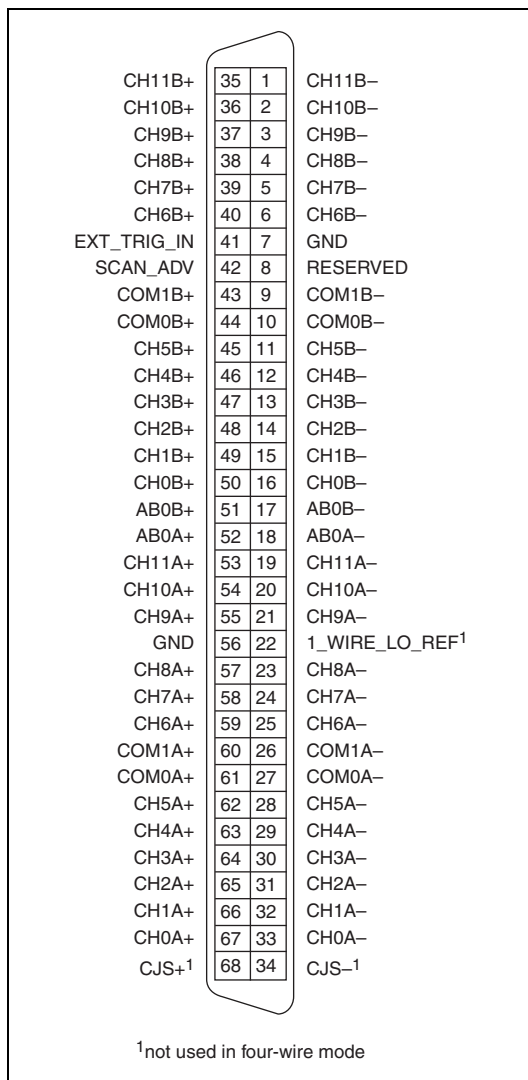 CH11B+ 35 1 CH11B–
CH10B+ 36 2 CH10B–
CH9B+ 37 3 CH9B–
CH8B+ 38 4 CH8B–
CH7B+ 39 5 CH7B–
CH6B+ 40 6 CH6B–
EXT_TRIG_IN 41 7 GND
SCAN_ADV 42 8 RESERVED
COM1B+ 43 9 COM1B–
COM0B+ 44 10 COM0B–
CH5B+ 45 11 CH5B–
CH4B+ 46 12 CH4B–
CH3B+ 47 13 CH3B–
CH2B+ 48 14 CH2B–
CH1B+ 49 15 CH1B–
CH0B+ 50 16 CH0B–
AB0B+ 51 17 AB0B–
AB0A+ 52 18 AB0A–
CH11A+ 53 19 CH11A–
CH10A+ 54 20 CH10A–
CH9A+ 55 21 CH9A–
GND 56 22 1_WIRE_LO_REF1
CH8A+ 57 23 CH8A–
CH7A+ 58 24 CH7A–
CH6A+ 59 25 CH6A–
COM1A+ 60 26 COM1A–
COM0A+ 61 27 COM0A–
CH5A+ 62 28 CH5A–
CH4A+ 63 29 CH4A–
CH3A+ 64 30 CH3A–
CH2A+ 65 31 CH2A–
CH1A+ 66 32 CH1A–
CH0A+ 67 33 CH0A–
CJS+1 68 34 CJS–1
1not used in four-wire mode